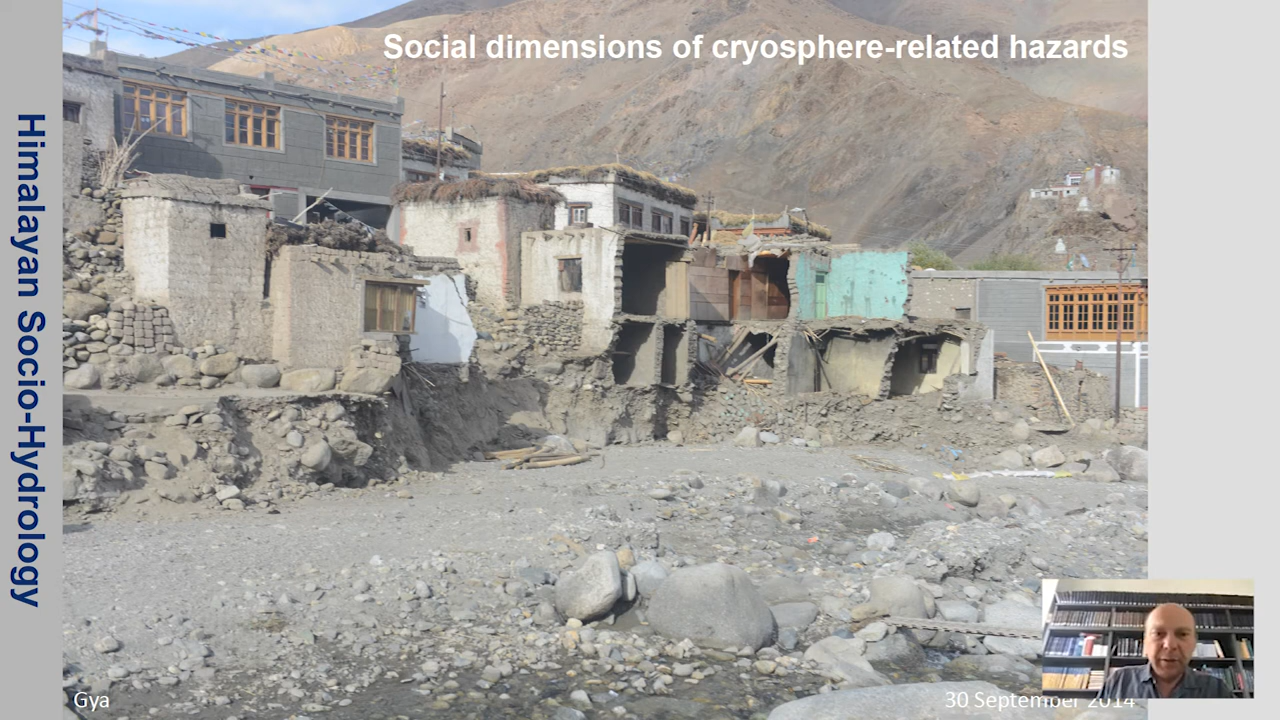 Social dimensions of cryosphere-related hazards
Himalayan Socio-Hydrology
Gya
30 September 2014